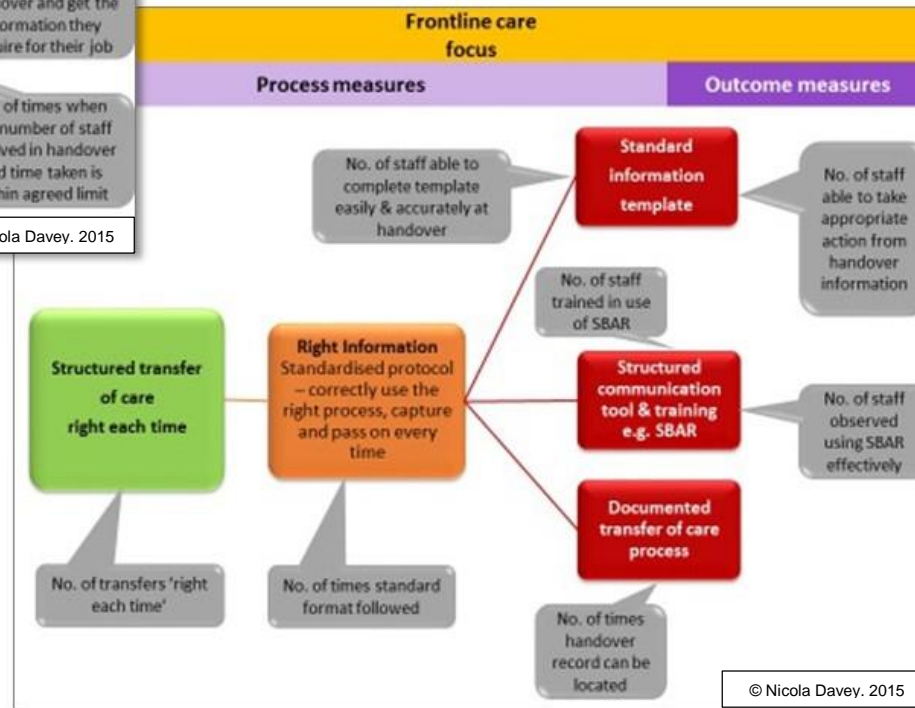 over and get the
ormation they
uire for their job
of times when
number of staff
ved in handover
d time taken is
hin agreed limit
ola Davey. 2015
Frontline care
focus
Process measures
Outcome measures
No. of staff able to
complete template
easily & accurately at
handover
Standard
information
template
No. of staff
able to take
appropriate
action from
handover
information
No. of staff
trained in use
of SBAR
Structured transfer
of care
right each time
Right Information
Standardised protocol
– correctly use the
right process, capture
and pass on every
time
Structured
communication
tool & training
e.g. SBAR
No. of staff
observed
using SBAR
effectively
Documented
transfer of care
process
No. of transfers 'right
each time'
No. of times standard
format followed
No. of times
handover
record can be
located
© Nicola Davey. 2015